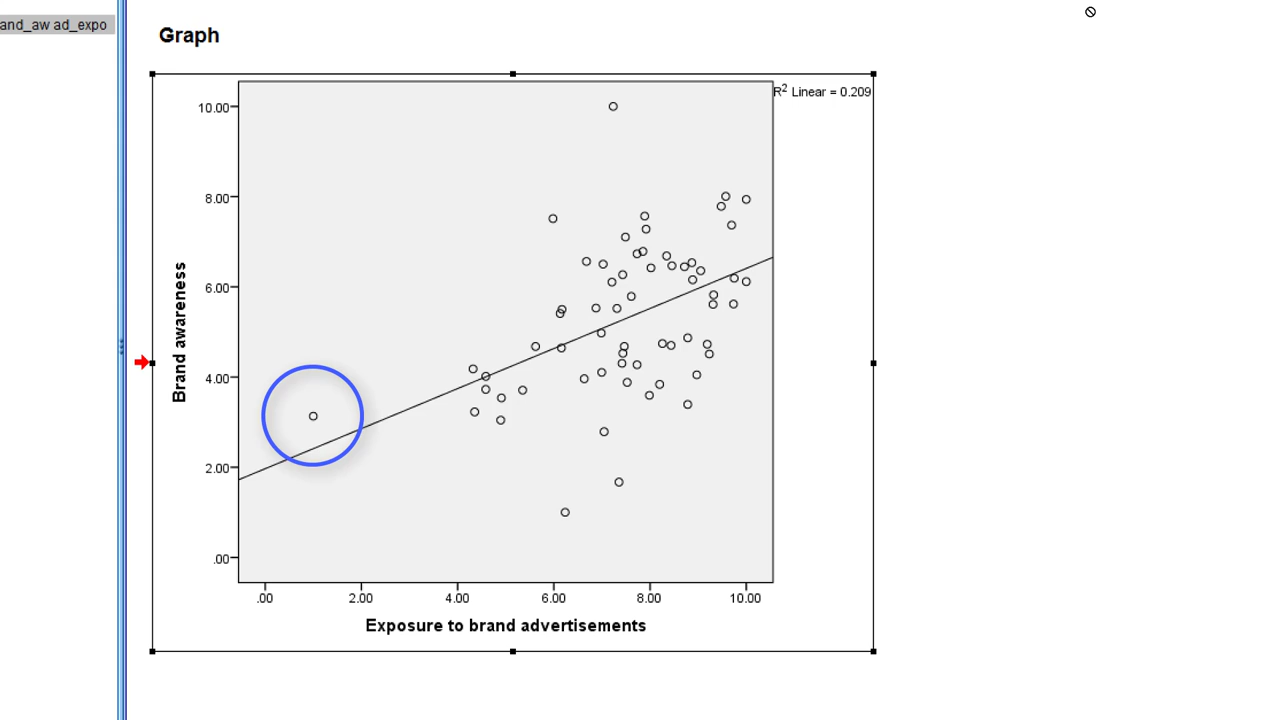 and_aw ad_expo
Graph
R2 Linear = 0.209
10.00
8.00
6.00
4.00
2.00
.00
Brand awareness
.00 2.00 4.00 6.00 8.00 10.00
Exposure to brand advertisements